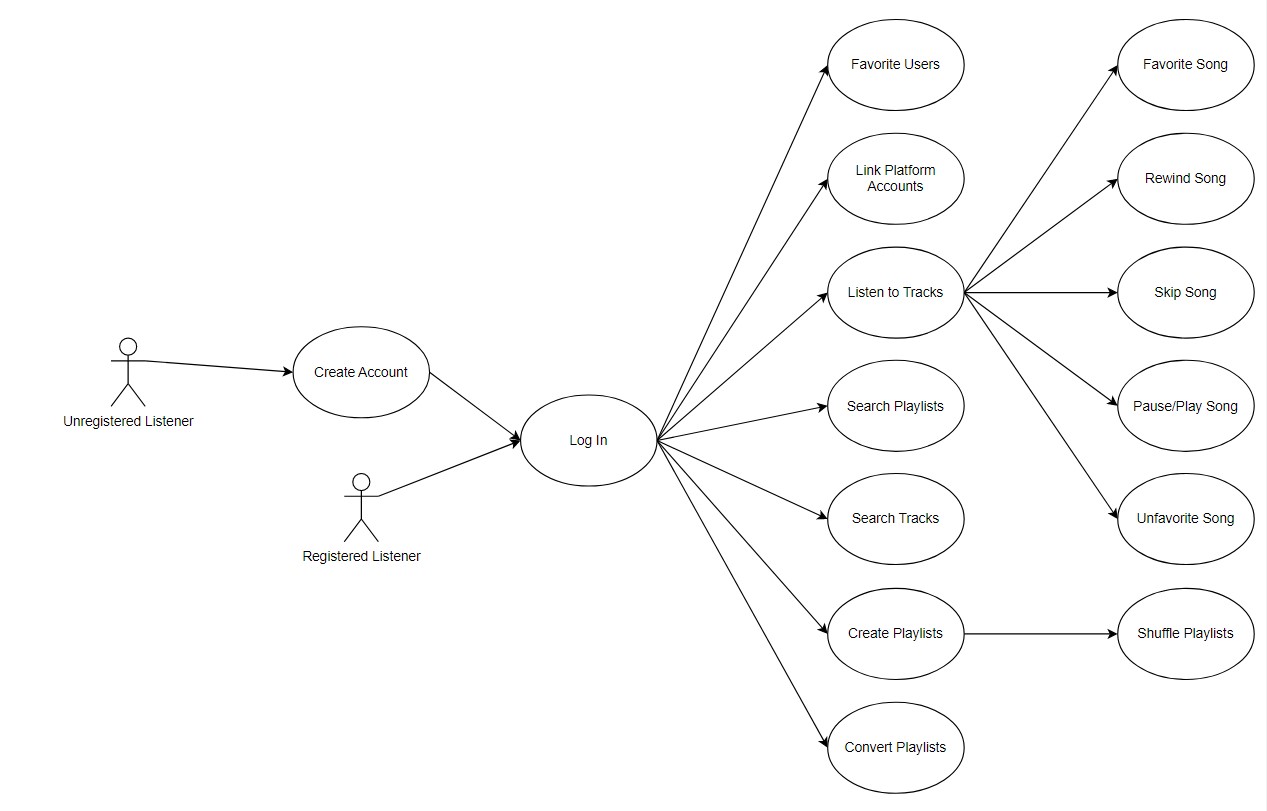 Favorite Users
Favorite Song
Link Platform
Accounts
Rewind Song
Listen to Tracks
Skip Song
Unregistered Listener
Create Account
Search Playlists
Pause/Play Song
Log In
Registered Listener
Search Tracks
Unfavorite Song
Create Playlists
Shuffle Playlists
Convert Playlists